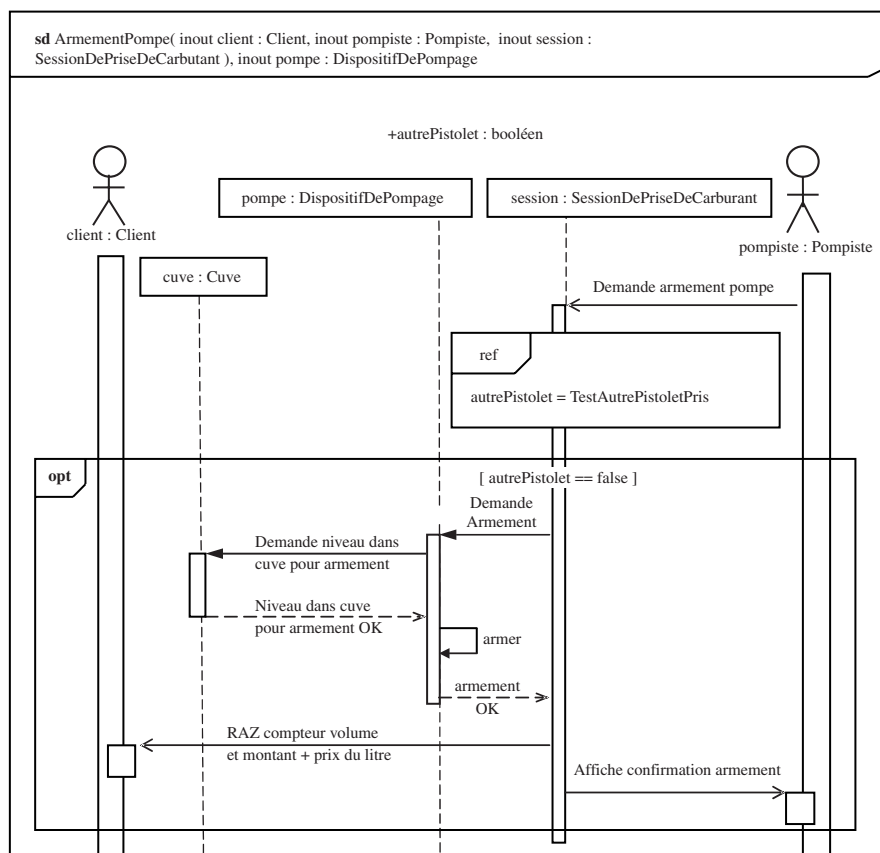 sd ArmementPompe( inout client : Client, inout pompiste : Pompiste, inout session :
SessionDePriseDeCarbutant ), inout pompe : DispositifDePompage
+autrePistolet : booléen
pompe : DispositifDePompage
session : SessionDePriseDeCarburant
client : Client
pompiste : Pompiste
cuve : Cuve
Demande armement pompe
ref
autrePistolet = TestAutrePistoletPris
opt
[ autrePistolet == false ]
Demande
Armement
Demande niveau dans
cuve pour armement
Niveau dans cuve
pour armement OK
armer
armement
OK
RAZ compteur volume
et montant + prix du litre
Affiche confirmation armement